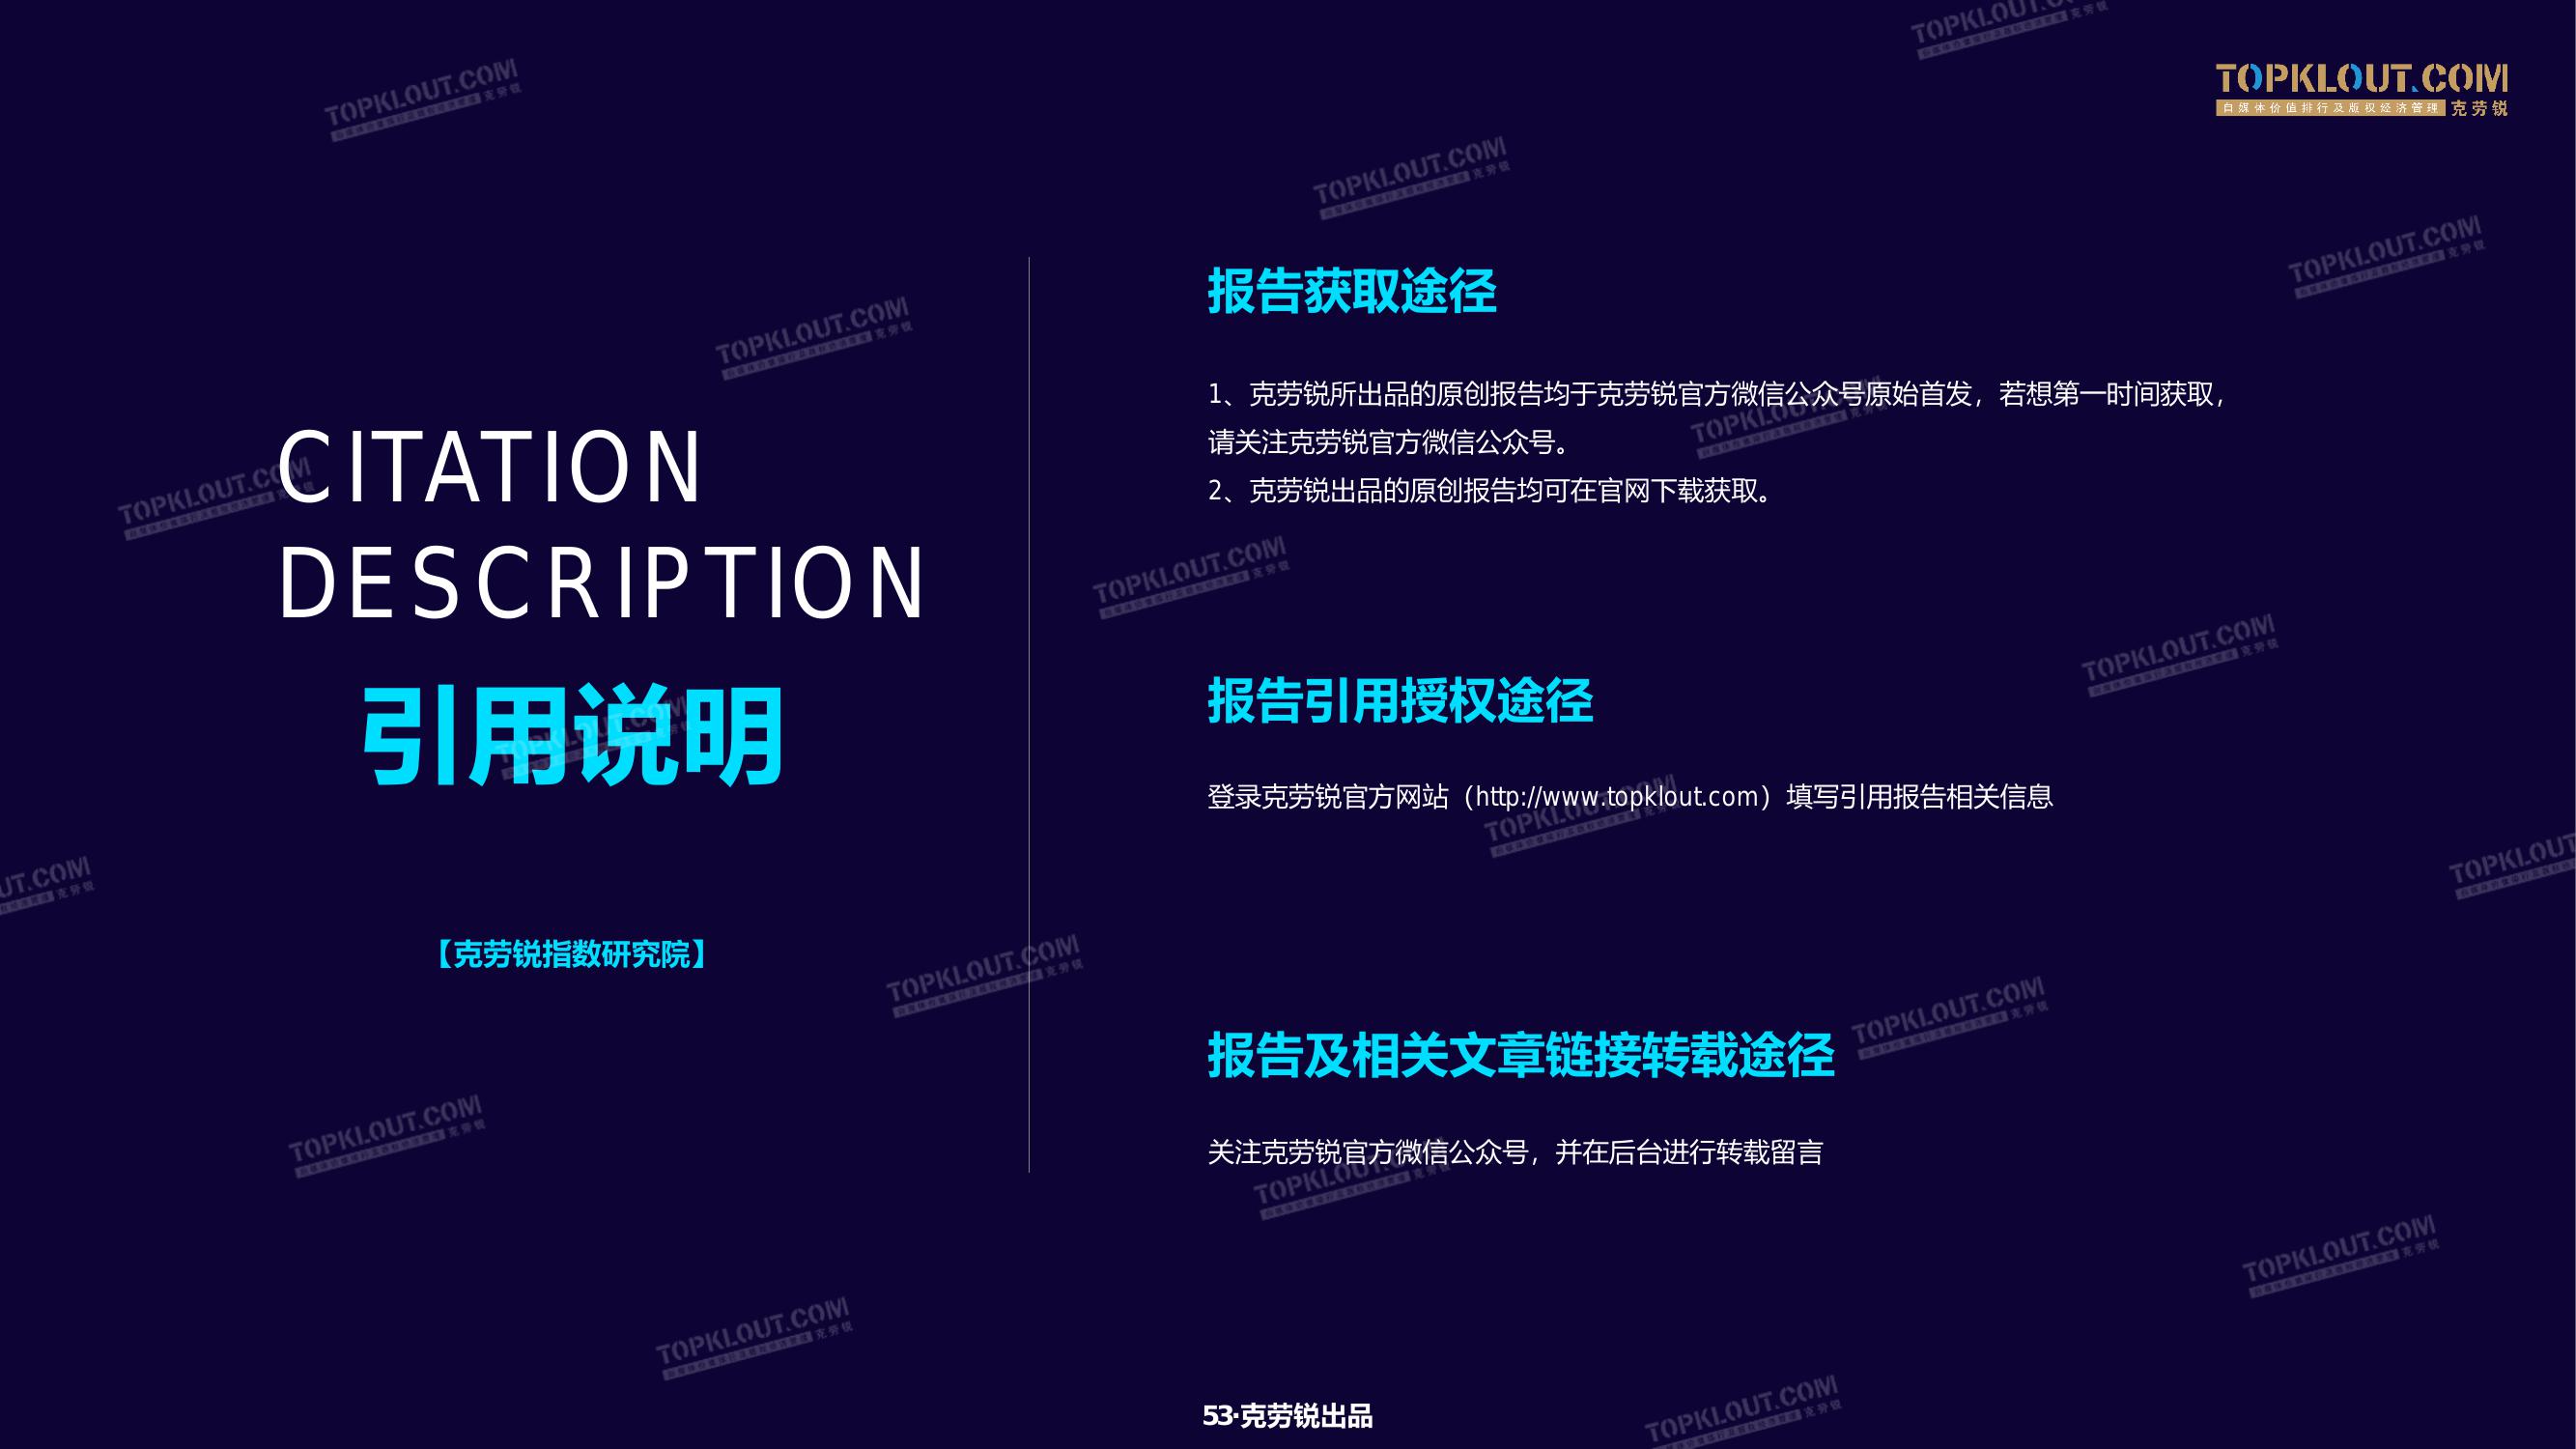 TOPKLOUT.COM
自媒体价值排行及版权经济管理 克劳锐
CITATION
DESCRIPTION
引用说明
【克劳锐指数研究院】
报告获取途径
1、克劳锐所出品的原创报告均于克劳锐官方微信公众号原始首发，若想第一时间获取，
请关注克劳锐官方微信公众号。
2、克劳锐出品的原创报告均可在官网下载获取。
报告引用授权途径
登录克劳锐官方网站（http://www.topklout.com）填写引用报告相关信息
报告及相关文章链接转载途径
关注克劳锐官方微信公众号，并在后台进行转载留言
53·克劳锐出品